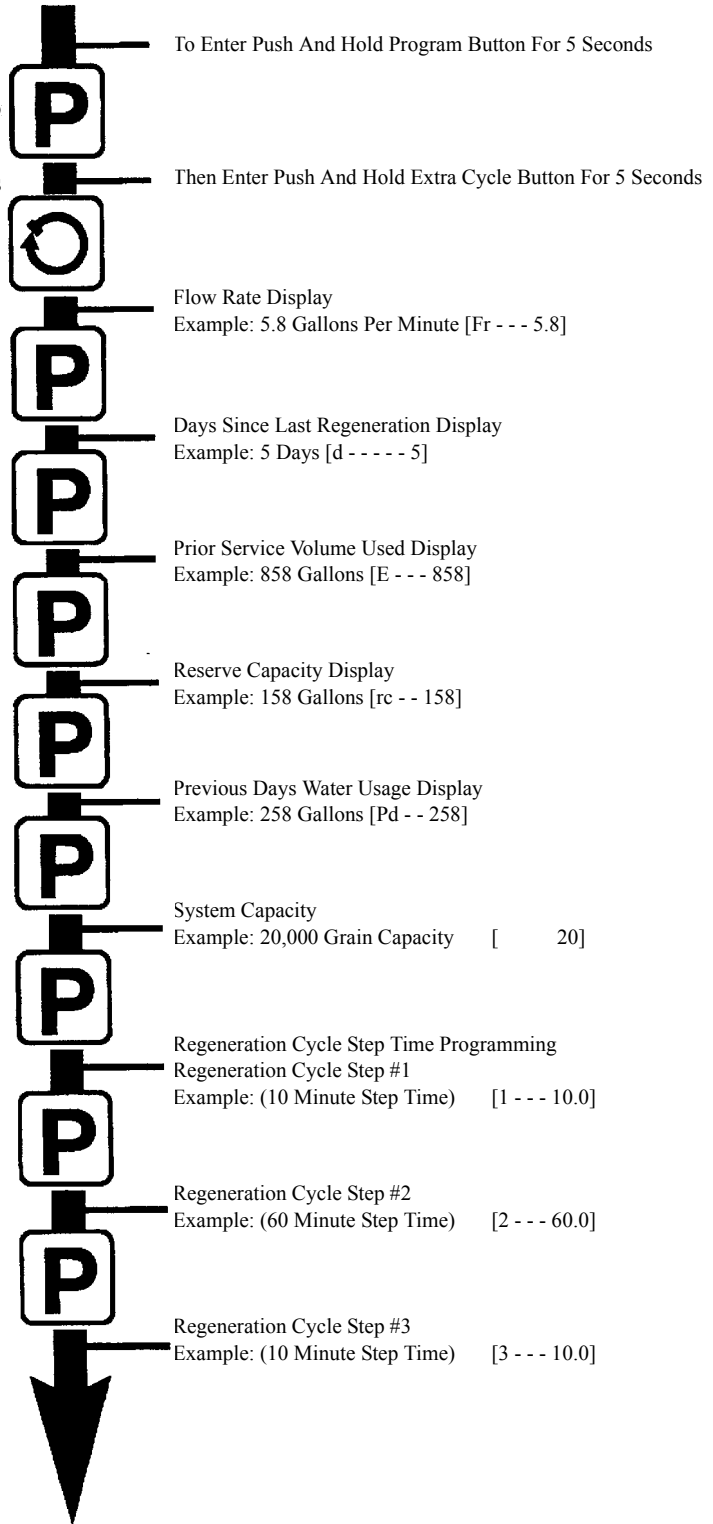 To Enter Push And Hold Program Button For 5 Seconds
P
Then Enter Push And Hold Extra Cycle Button For 5 Seconds
Flow Rate Display
Example: 5.8 Gallons Per Minute [Fr - - - 5.8]
P
Days Since Last Regeneration Display
Example: 5 Days [d - - - - - 5]
P
Prior Service Volume Used Display
Example: 858 Gallons [E - - - 858]
P
Reserve Capacity Display
Example: 158 Gallons [rc - - 158]
P
Previous Days Water Usage Display
Example: 258 Gallons [Pd - - 258]
P
System Capacity
Example: 20,000 Grain Capacity [ 20]
P
Regeneration Cycle Step Time Programming
Regeneration Cycle Step #1
Example: (10 Minute Step Time) [1 - - - 10.0]
P
Regeneration Cycle Step #2
Example: (60 Minute Step Time) [2 - - - 60.0]
P
Regeneration Cycle Step #3
Example: (10 Minute Step Time) [3 - - - 10.0]